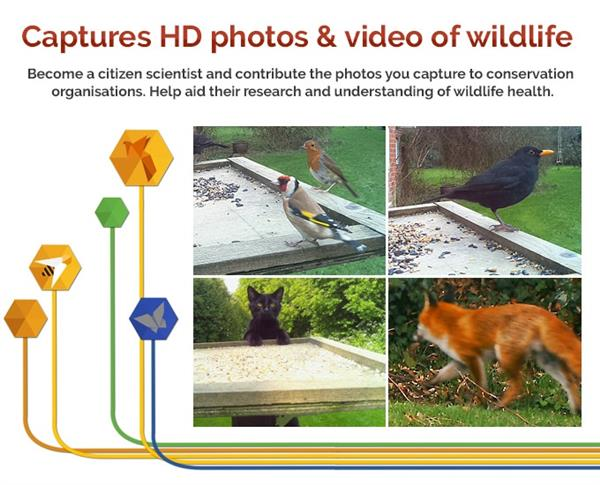 Captures HD photos & video of wildlife
Become a citizen scientist and contribute the photos you capture to conservation
organisations. Help aid their research and understanding of wildlife health.